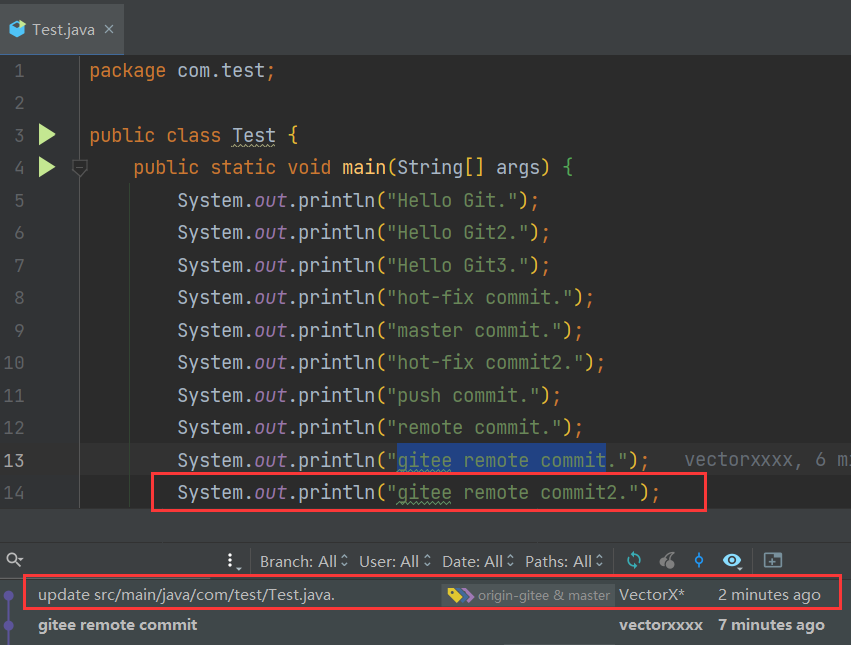 Test.java
1 package com.test;
2
3 public class Test {
4 public static void main(String[] args) {
5 System.out.println("Hello Git.");
6 System.out.println("Hello Git2.");
7 System.out.println("Hello Git3.");
8 System.out.println("hot-fix commit.");
9 System.out.println("master commit.");
10 System.out.println("hot-fix commit2.");
11 System.out.println("push commit.");
12 System.out.println("remote commit.");
13 System.out.println("gitee remote commit."); vectorxxxx, 6
14 System.out.println("gitee remote commit2.");
Branch: All User: All Date: All Paths: All
update src/main/java/com/test/Test.java. origin-gitee & master VectorX* 2 minutes ago
gitee remote commit vectorxxxx 7 minutes ago